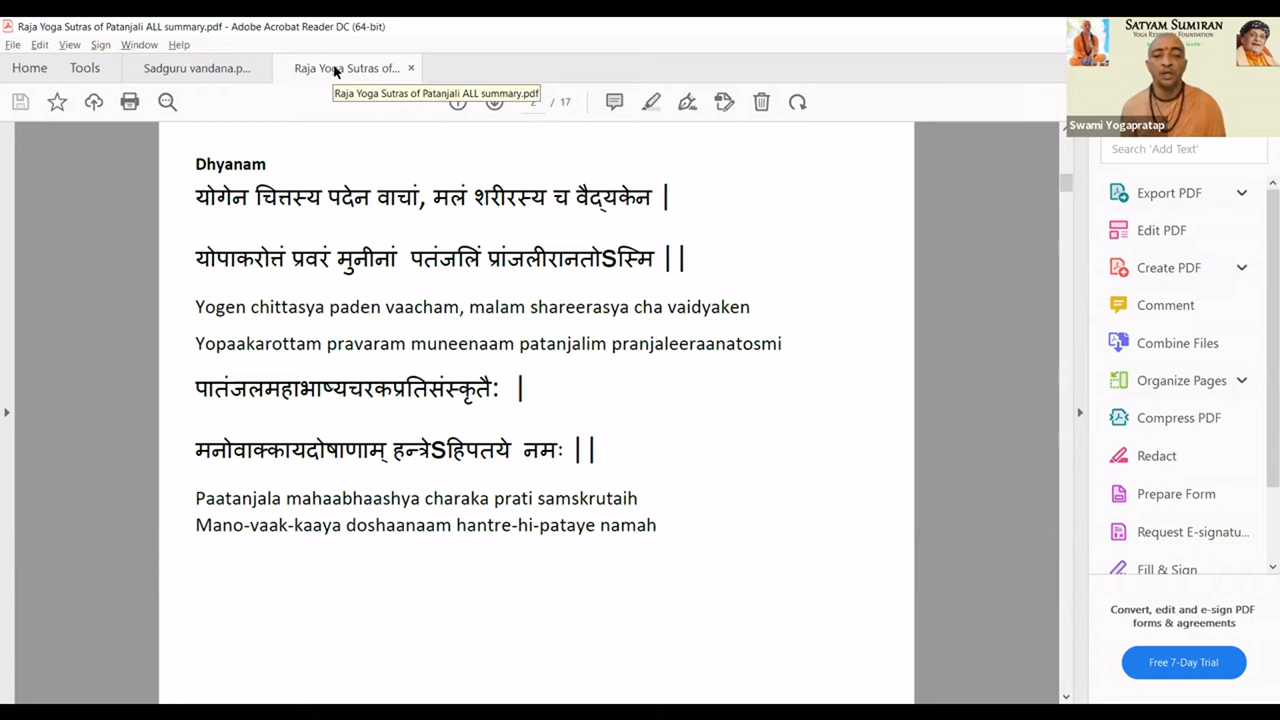 Raja Yoga Sutras of Patanjali ALL summary.pdf - Adobe Acrobat Reader DC (64-bit)
File Edit View Sign Window Help
Home Tools Sadguru vandana.p... Raja Yoga Sutras of... ×
Raja Yoga Sutras of Patanjali ALL summary.pdf
/ 17
SATYAM SUMIRAN
Swami Yogapratap
Dhyanam
योगेन चित्तस्य पदेन वाचां, मलं शरीरस्य च वैद्यकेन |
योपाकरोत्तं प्रवरं मुनीनां पतंजलिं प्रांजलीरानतोSस्मि ||
Yogen chittasya paden vaacham, malam shareerasya cha vaidyaken
Yopaakarottam pravaram muneenaam patanjalim pranjaleeraanatosmi
पातंजलमहाभाष्यचरकप्रतिसंस्कृतै: |
मनोवाक्कायदोषाणाम् हन्त्रेSहिपतये नमः ||
Paatanjala mahaabhaashya charaka prati samskrutaih
Mano-vaak-kaaya doshaanaam hantre-hi-pataye namah
Search 'Add Text'
Export PDF
Edit PDF
Create PDF
Comment
Combine Files
Organize Pages
Compress PDF
Redact
Prepare Form
Request E-signatu...
Fill & Sign
Convert, edit and e-sign PDF
forms & agreements
Free 7-Day Trial